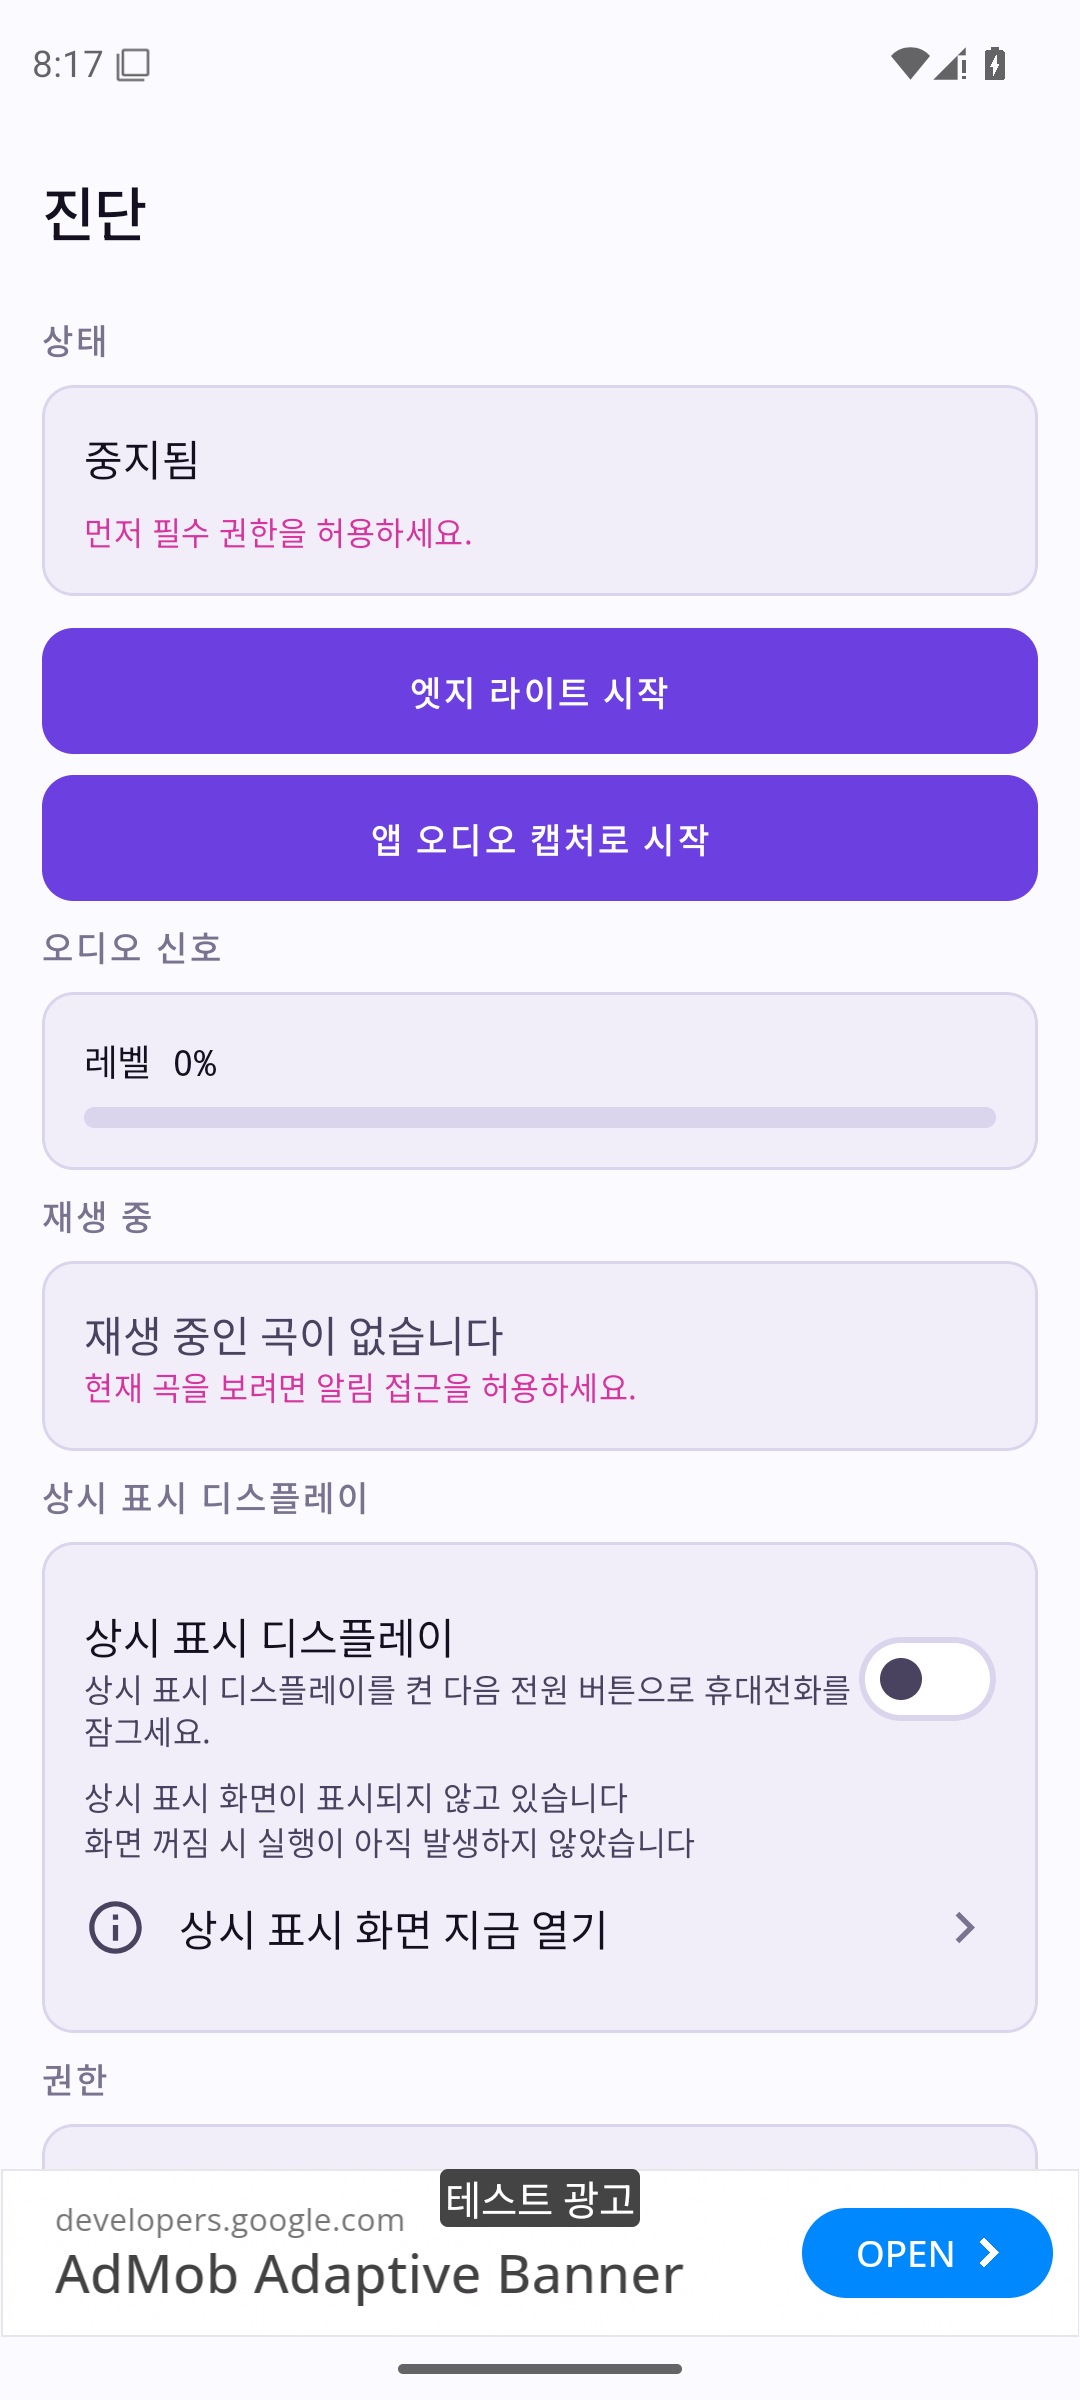 8:17
진단
상태
중지됨
먼저 필수 권한을 허용하세요.
엣지 라이트 시작
앱 오디오 캡처로 시작
오디오 신호
레벨 0%
재생 중
재생 중인 곡이 없습니다
현재 곡을 보려면 알림 접근을 허용하세요.
상시 표시 디스플레이
상시 표시 디스플레이
상시 표시 디스플레이를 켠 다음 전원 버튼으로 휴대전화를
잠그세요.
상시 표시 화면이 표시되지 않고 있습니다
화면 꺼짐 시 실행이 아직 발생하지 않았습니다
상시 표시 화면 지금 열기
권한
테스트 광고
developers.google.com
AdMob Adaptive Banner
OPEN